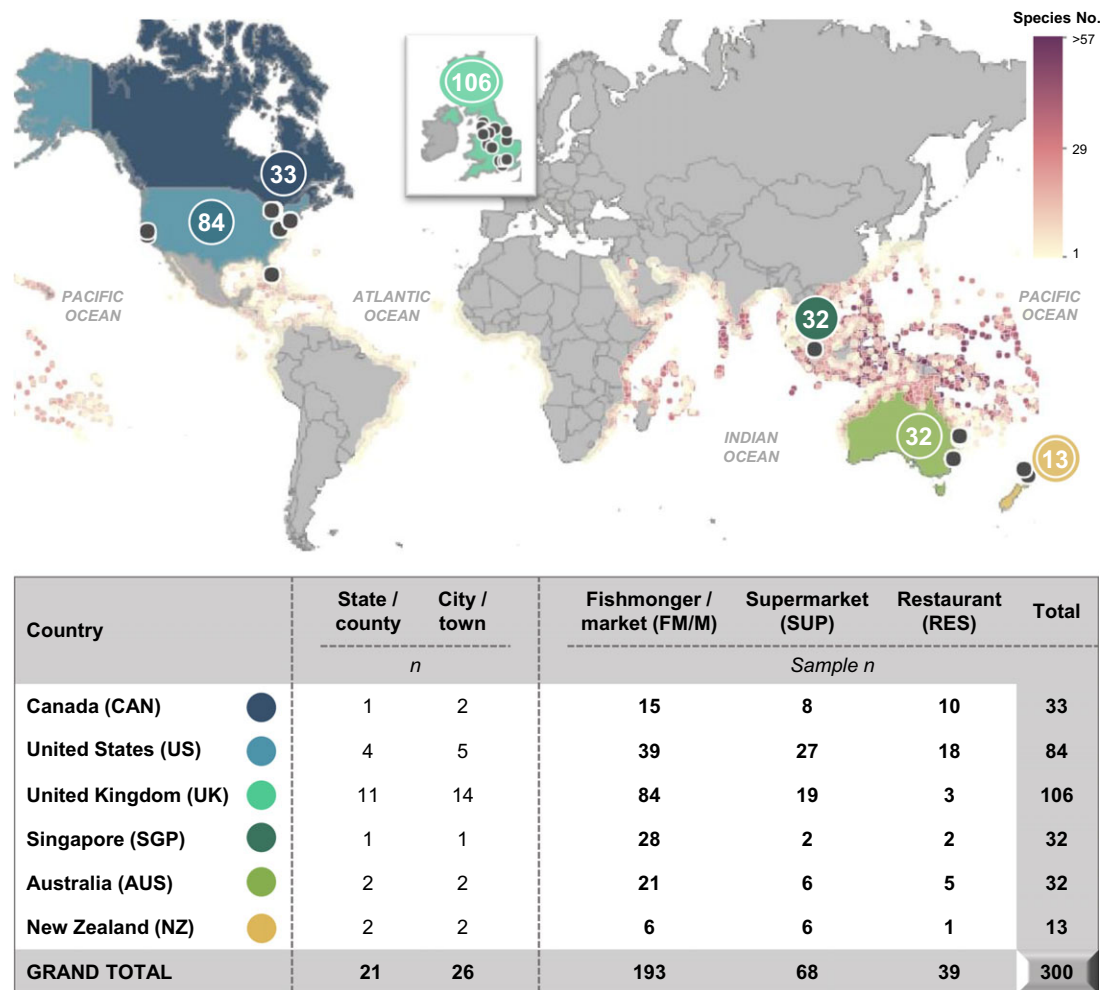 Species No.
>57
29
1
106
33
84
PACIFIC
OCEAN
ATLANTIC
OCEAN
PACIFIC
OCEAN
32
INDIAN
OCEAN
32
13
Country
State /
county
City /
town
Fishmonger /
market (FM/M)
Supermarket
(SUP)
Restaurant
(RES)
Total
n
Sample n
Canada (CAN) 1 2 15 8 10 33
United States (US) 4 5 39 27 18 84
United Kingdom (UK) 11 14 84 19 3 106
Singapore (SGP) 1 1 28 2 2 32
Australia (AUS) 2 2 21 6 5 32
New Zealand (NZ) 2 2 6 6 1 13
GRAND TOTAL 21 26 193 68 39 300